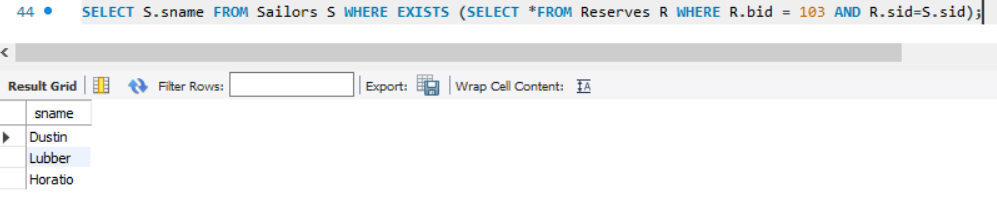 44 SELECT S.sname FROM Sailors S WHERE EXISTS (SELECT *FROM Reserves R WHERE R.bid = 103 AND R.sid=S.sid);
Result Grid Filter Rows: Export: Wrap Cell Content:
sname
Dustin
Lubber
Horatio